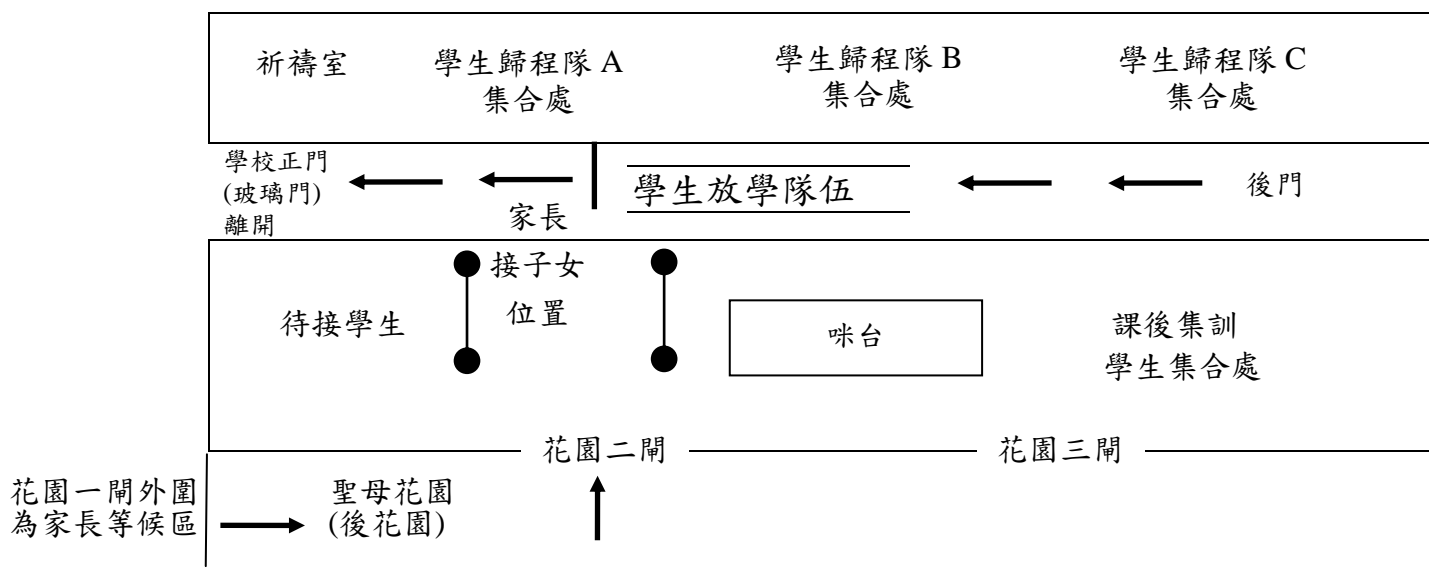 祈禱室
學生歸程隊 A
集合處
學生歸程隊 B
集合處
學生歸程隊 C
集合處
學校正門
(玻璃門)
離開
家長
學生放學隊伍
後門
待接學生
接子女
位置
咪台
課後集訓
學生集合處
花園二閘
花園三閘
花園一閘外圍
為家長等候區
聖母花園
(後花園)